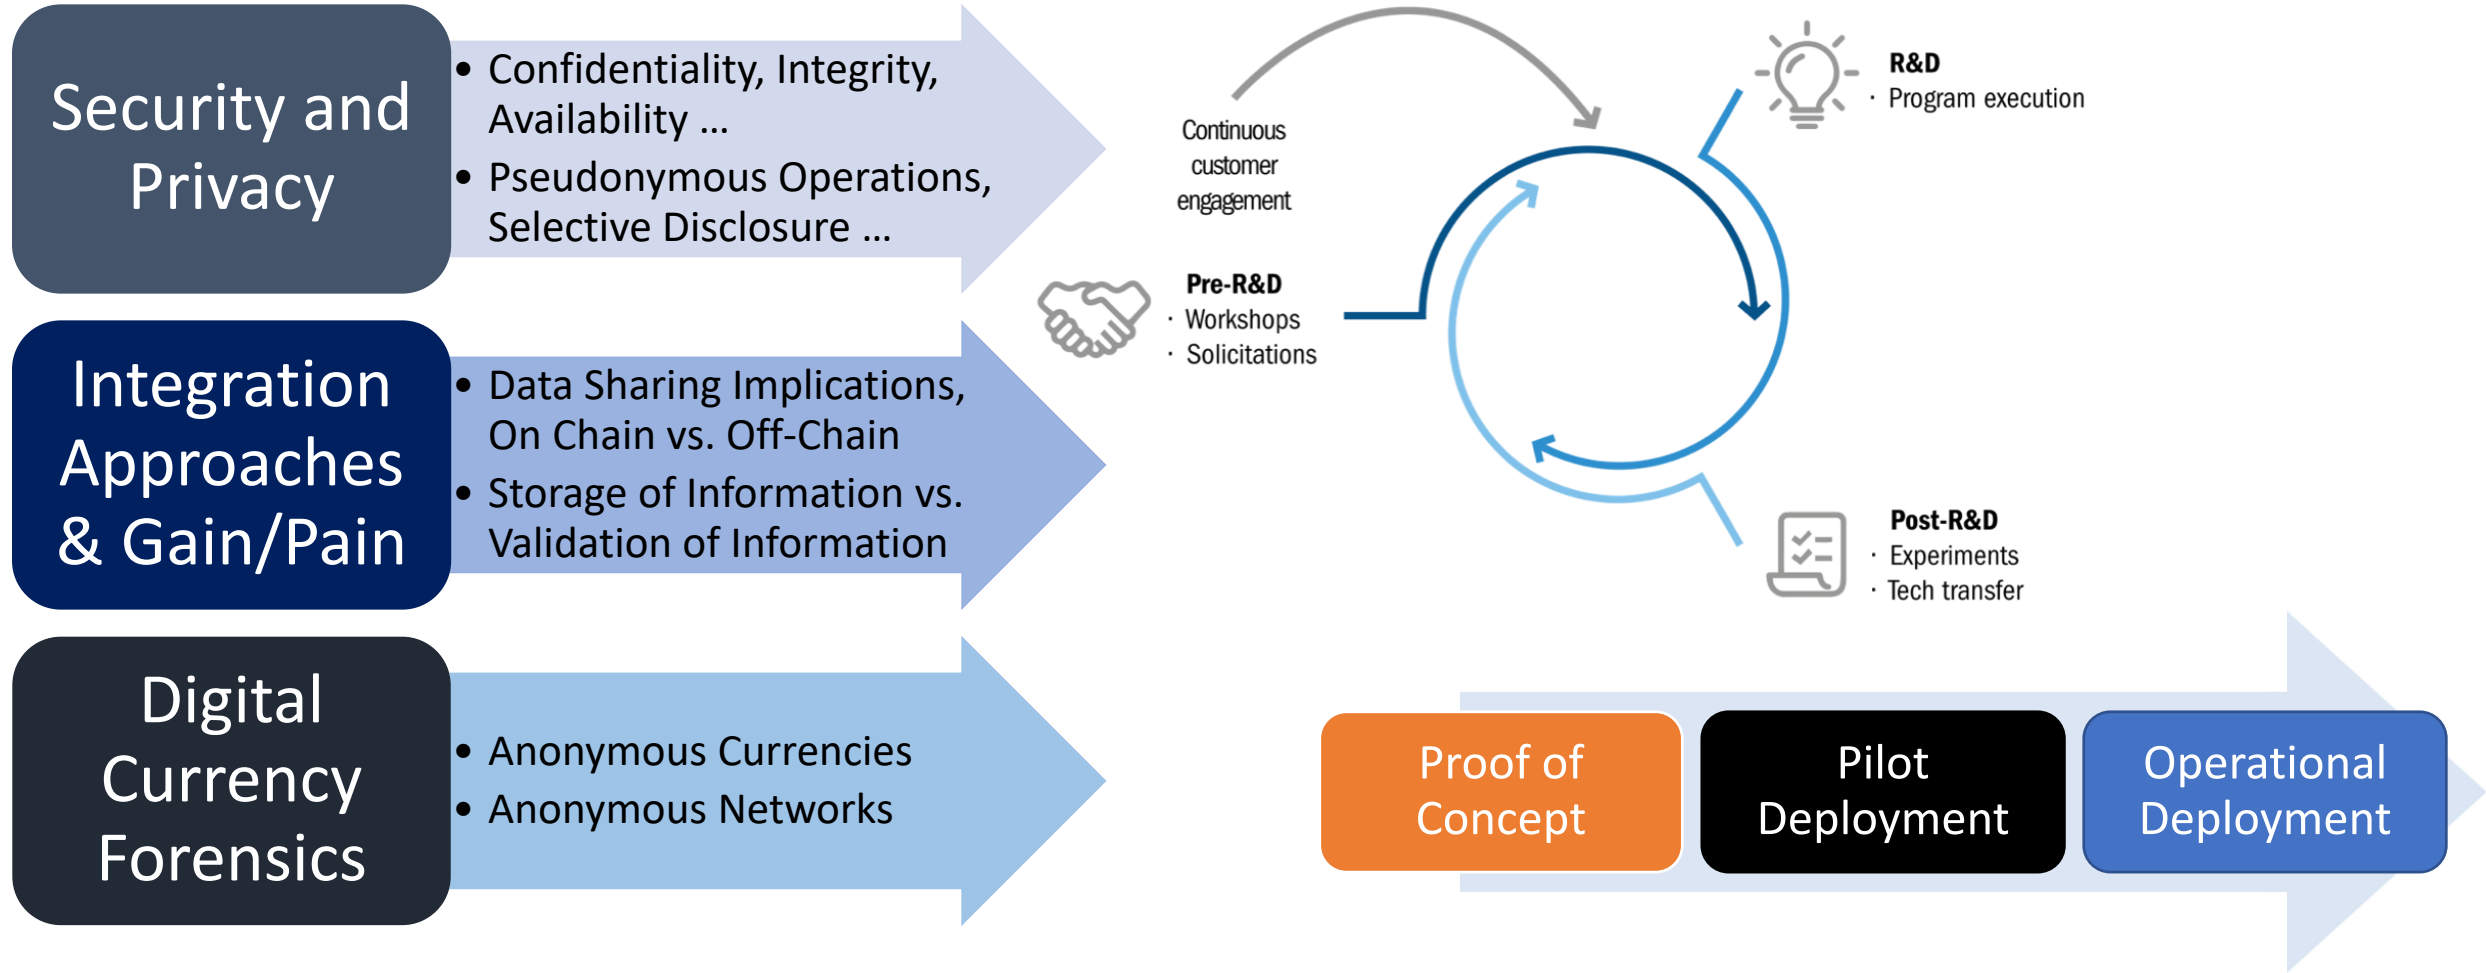 Security and
Privacy
• Confidentiality, Integrity,
Availability ...
• Pseudonymous Operations,
Selective Disclosure ...
Integration
Approaches
& Gain/Pain
• Data Sharing Implications,
On Chain vs. Off-Chain
• Storage of Information vs.
Validation of Information
Digital
Currency
Forensics
• Anonymous Currencies
• Anonymous Networks
Continuous
customer
engagement
R&D
· Program execution
Pre-R&D
· Workshops
· Solicitations
Post-R&D
· Experiments
· Tech transfer
Proof of
Concept
Pilot
Deployment
Operational
Deployment